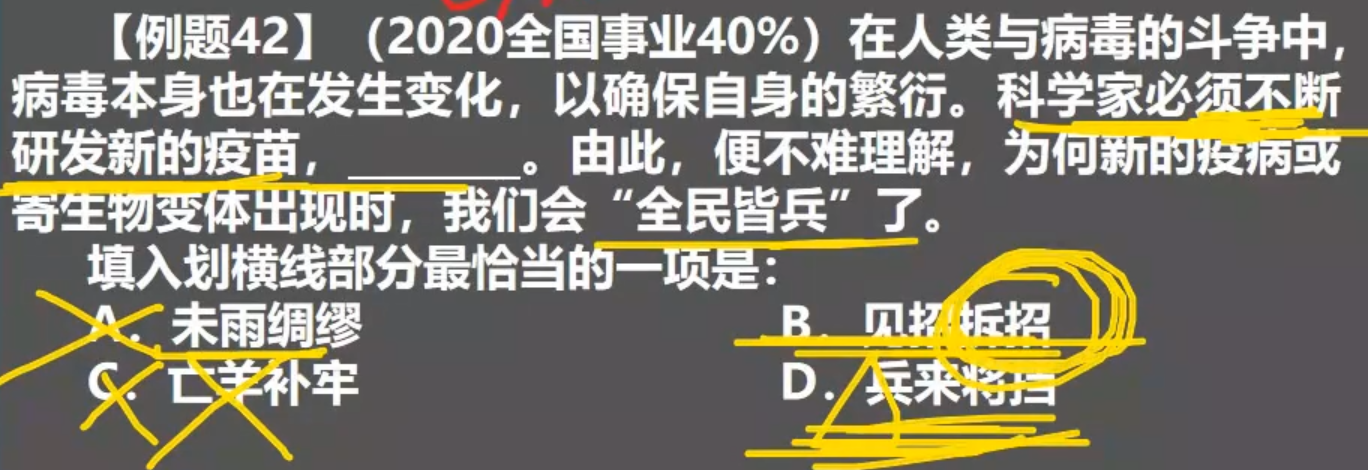 【例题42】（2020全国事业40%）在人类与病毒的斗争中，
病毒本身也在发生变化，以确保自身的繁衍。科学家必须不断
研发新的疫苗，________。由此，便不难理解，为何新的疫病或
寄生物变体出现时，我们会“全民皆兵”了。
填入划横线部分最恰当的一项是：
A．未雨绸缪 B．见招拆招
C．亡羊补牢 D．兵来将挡